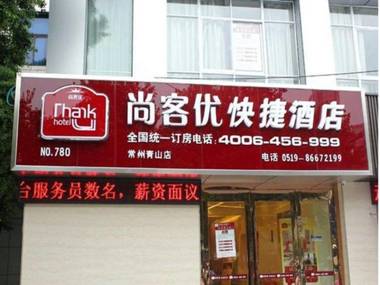 尚客优
Thank U
hotel
NO.780
尚客优快捷酒店
全国统一订房电话:4006-456-999
常州青山店
电话 0519-86672199
台服务员数名,薪资面议